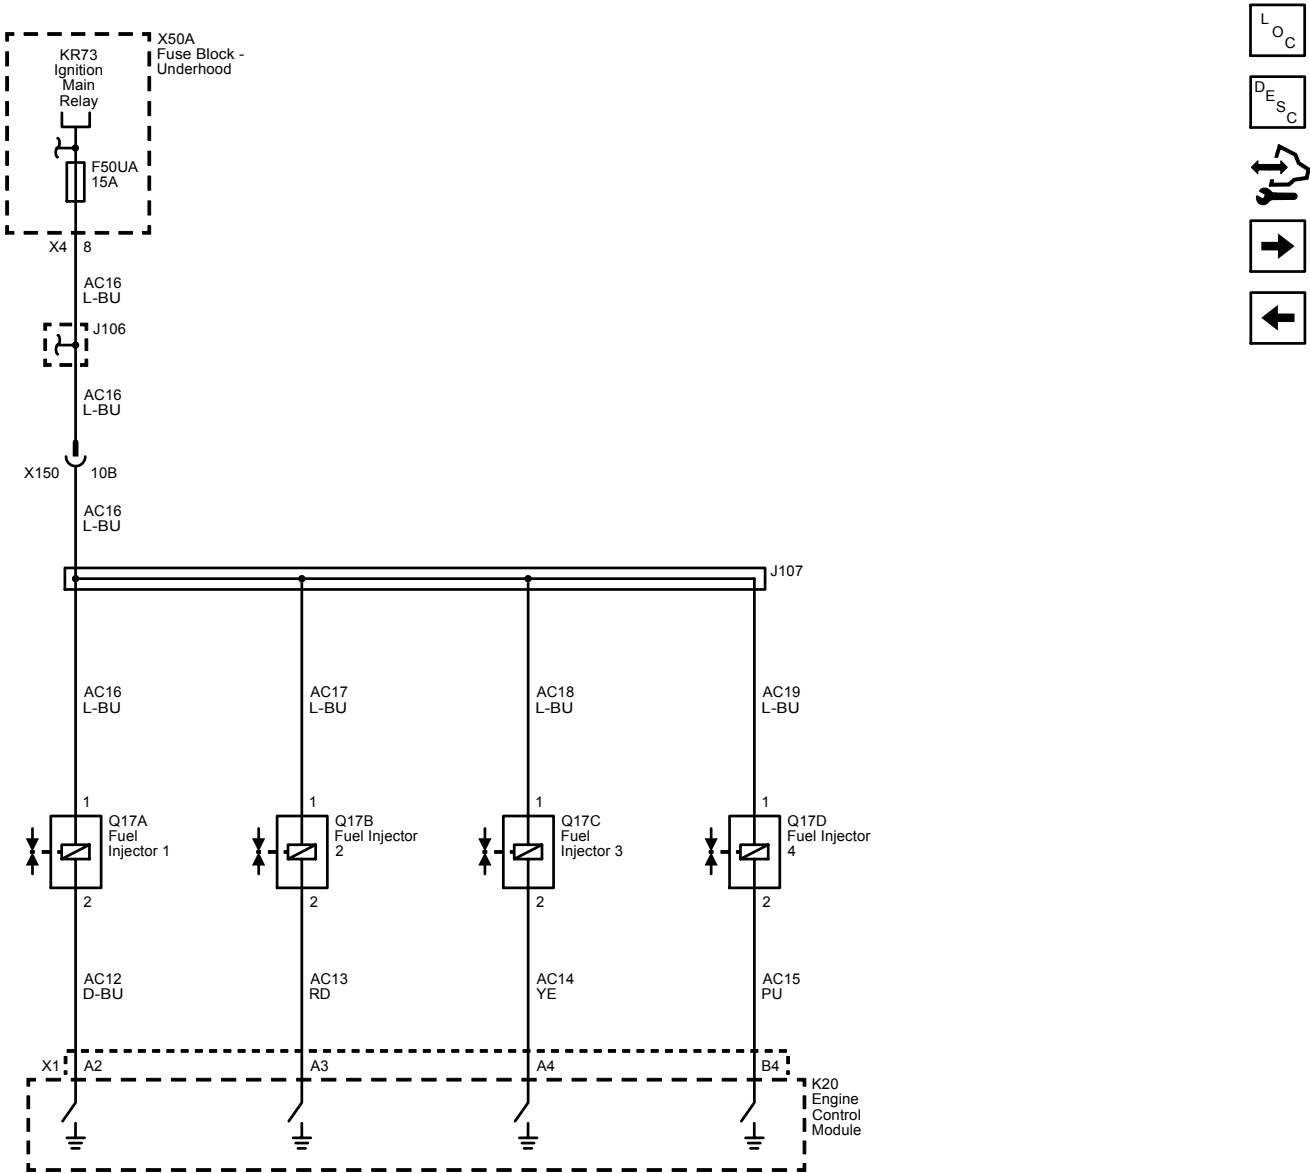 X50A
Fuse Block -
Underhood
KR73
Ignition
Main
Relay
F50UA
15A
X4 8
AC16
L-BU
J106
AC16
L-BU
X150 10B
AC16
L-BU
J107
AC16
L-BU
AC17
L-BU
AC18
L-BU
AC19
L-BU
1
Q17A
Fuel
Injector 1
2
1
Q17B
Fuel Injector
2
2
1
Q17C
Fuel
Injector 3
2
1
Q17D
Fuel Injector
4
2
AC12
D-BU
AC13
RD
AC14
YE
AC15
PU
X1 A2 A3 A4 B4
K20
Engine
Control
Module
LOC
DESC